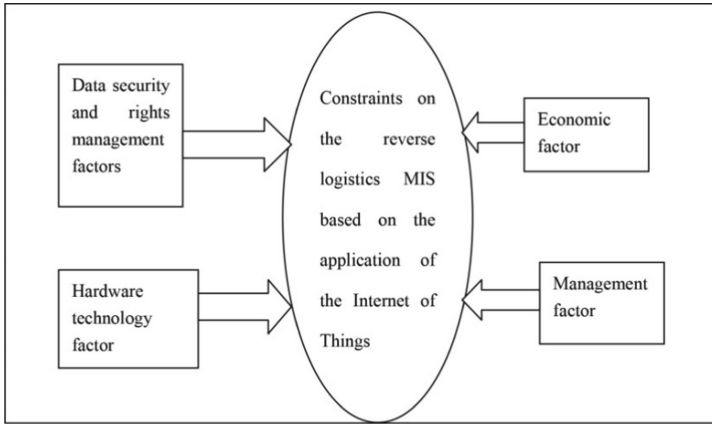 Data security
and rights
management
factors
Hardware
technology
factor
Constraints on
the reverse
logistics MIS
based on the
application of
the Internet of
Things
Economic
factor
Management
factor